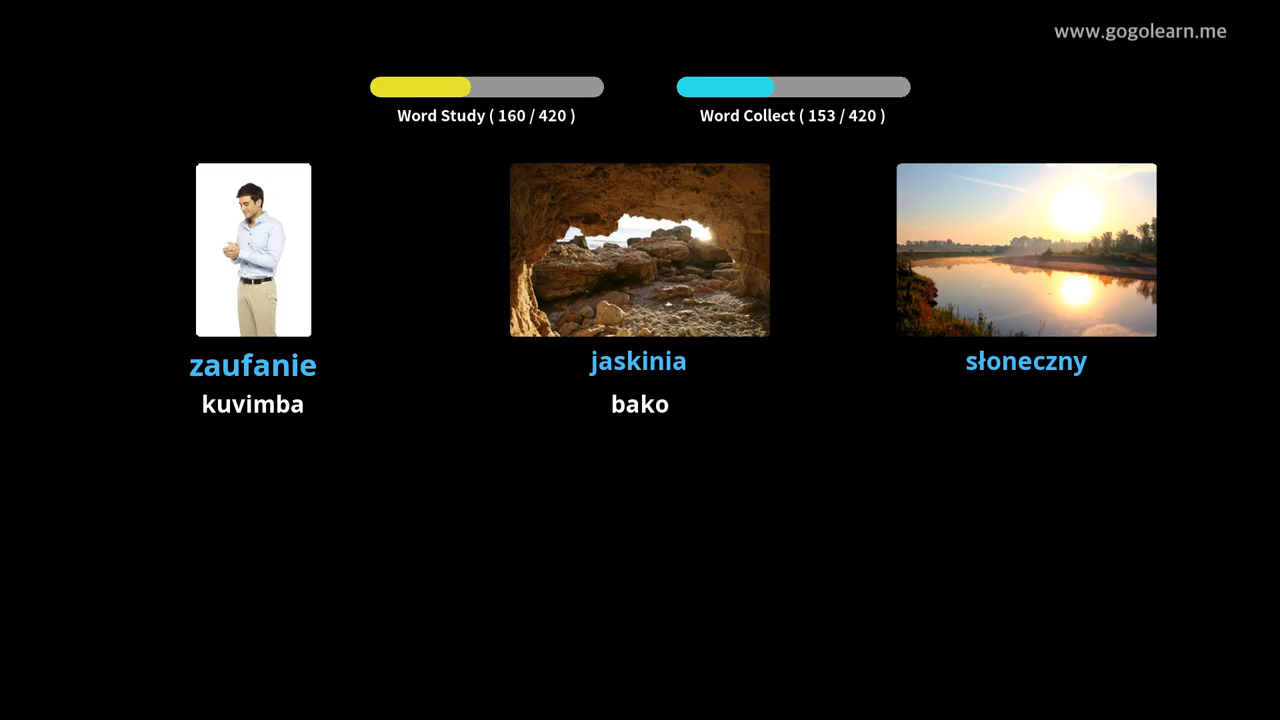 www.gogolearn.me
Word Study ( 160 / 420 )
Word Collect ( 153 / 420 )
zaufanie
jaskinia
słoneczny
kuvimba
bako